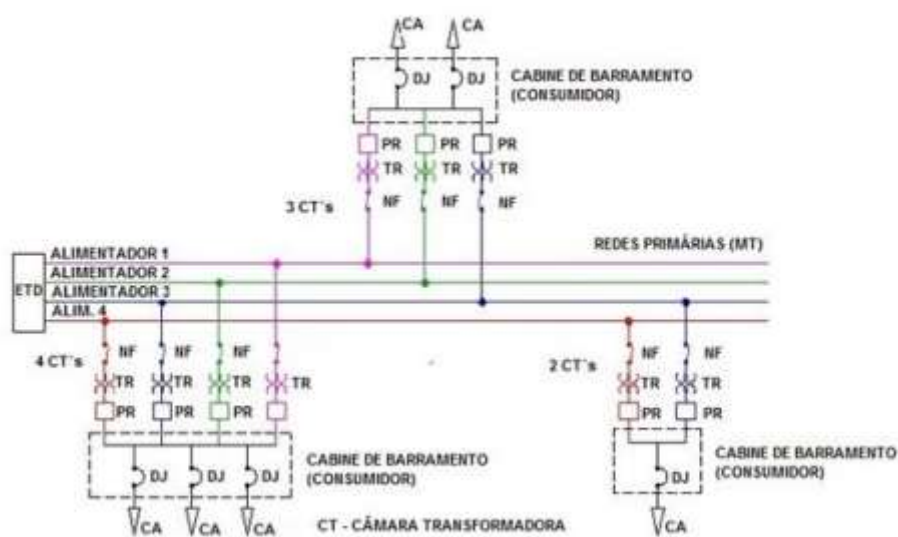 CA CA
DJ DJ
CABINE DE BARRAMENTO
(CONSUMIDOR)
PR PR PR
TR TR TR
3 CT´s NF NF NF
REDES PRIMÁRIAS (MT)
ALIMENTADOR 1
ALIMENTADOR 2
ETD
ALIMENTADOR 3
ALIM. 4
4 CT´s NF NF NF
TR TR TR TR
PR PR PR
2 CT´s NF NF
TR TR
PR PR
DJ DJ DJ
CABINE DE BARRAMENTO
(CONSUMIDOR)
CA CA CA
DJ
CABINE DE BARRAMENTO
(CONSUMIDOR)
CA
CT - CÂMARA TRANSFORMADORA